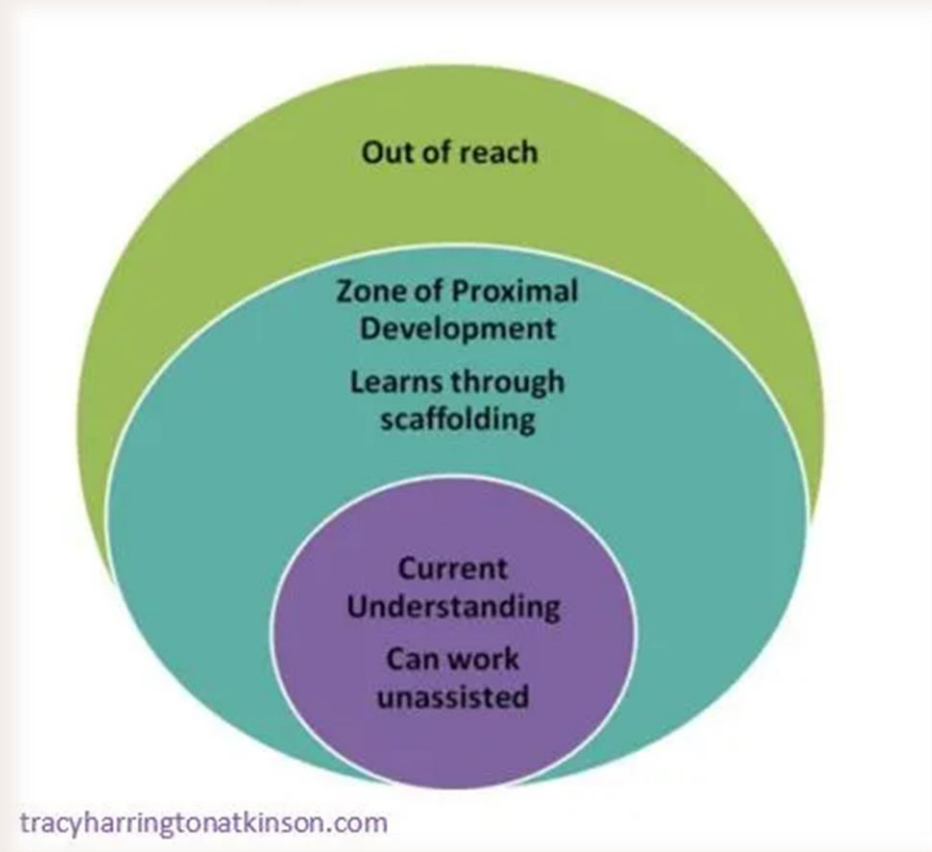 Out of reach
Zone of Proximal
Development
Learns through
scaffolding
Current
Understanding
Can work
unassisted
tracyharringtonatkinson.com